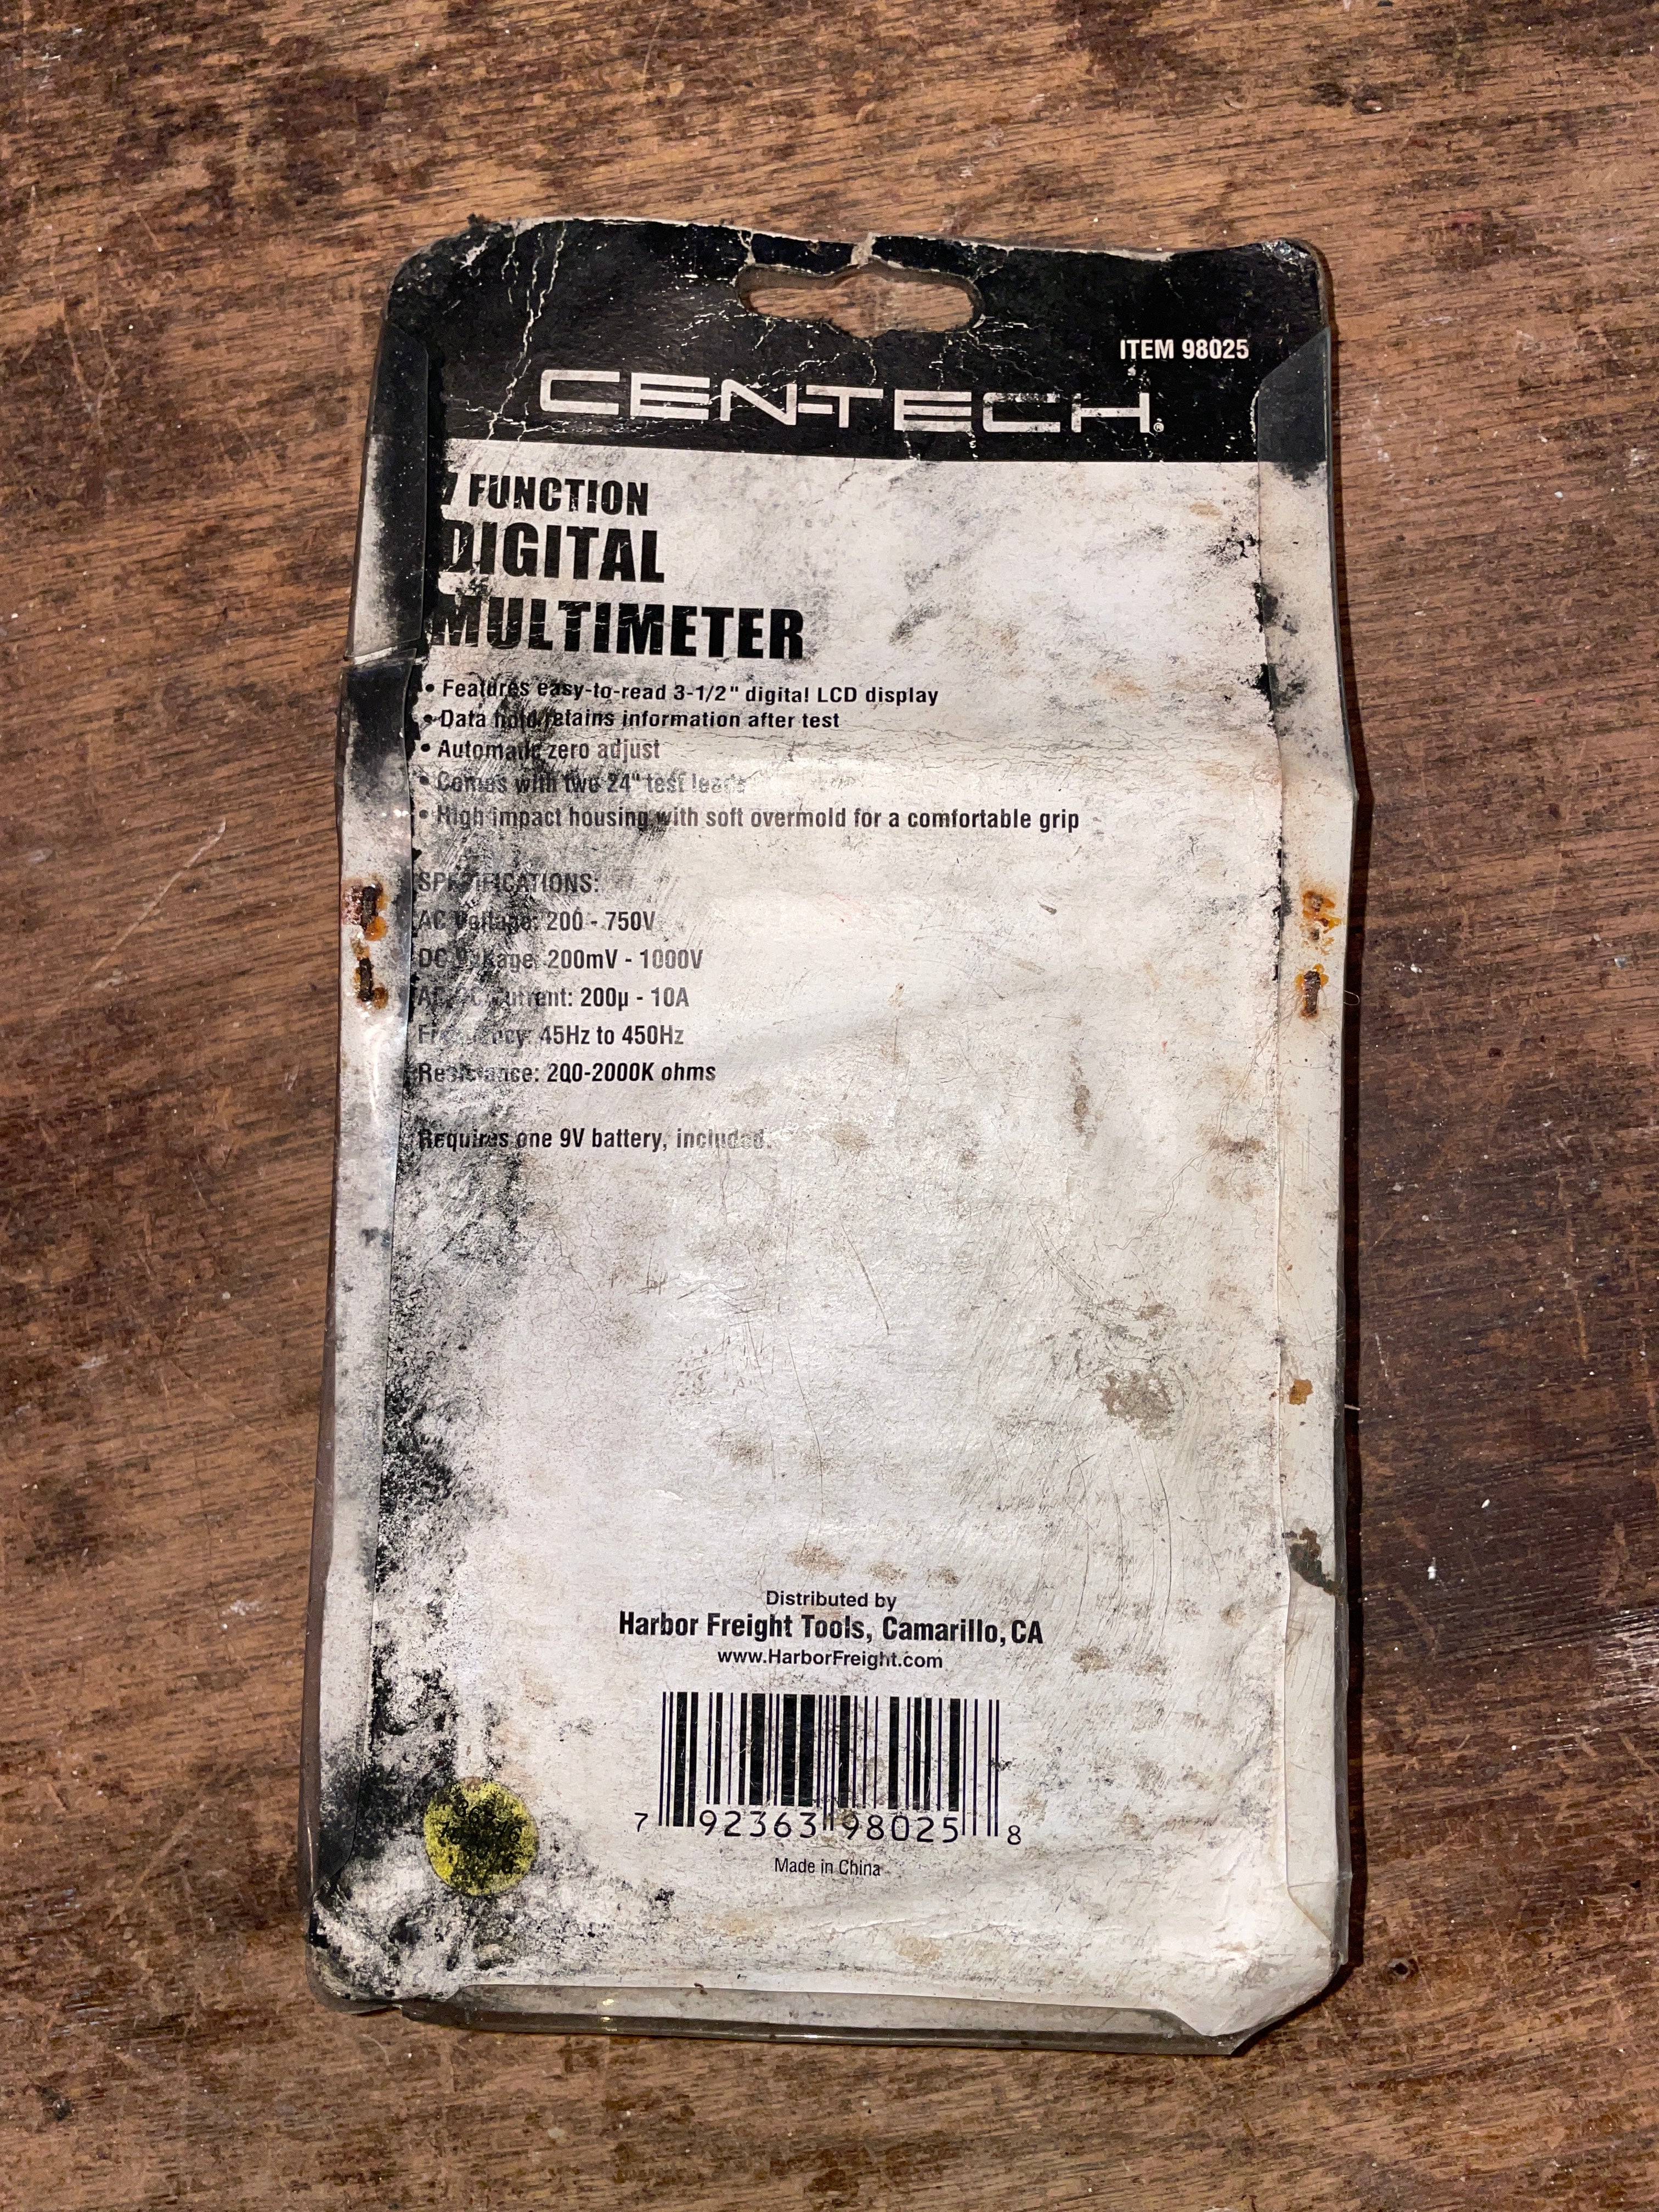 ITEM 98025
CEN-TECH®
7 FUNCTION
DIGITAL
MULTIMETER
• Features easy-to-read 3-1/2" digital LCD display
• Data hold retains information after test
• Automatic zero adjust
• Comes with two 24" test leads
• High impact housing with soft overmold for a comfortable grip
SPECIFICATIONS:
AC Voltage: 200 - 750V
DC Voltage: 200mV - 1000V
Current: 200µ - 10A
Frequency: 45Hz to 450Hz
Resistance: 200-2000K ohms
Requires one 9V battery, included.
Distributed by
Harbor Freight Tools, Camarillo, CA
www.HarborFreight.com
7 92363 98025 8
Made in China